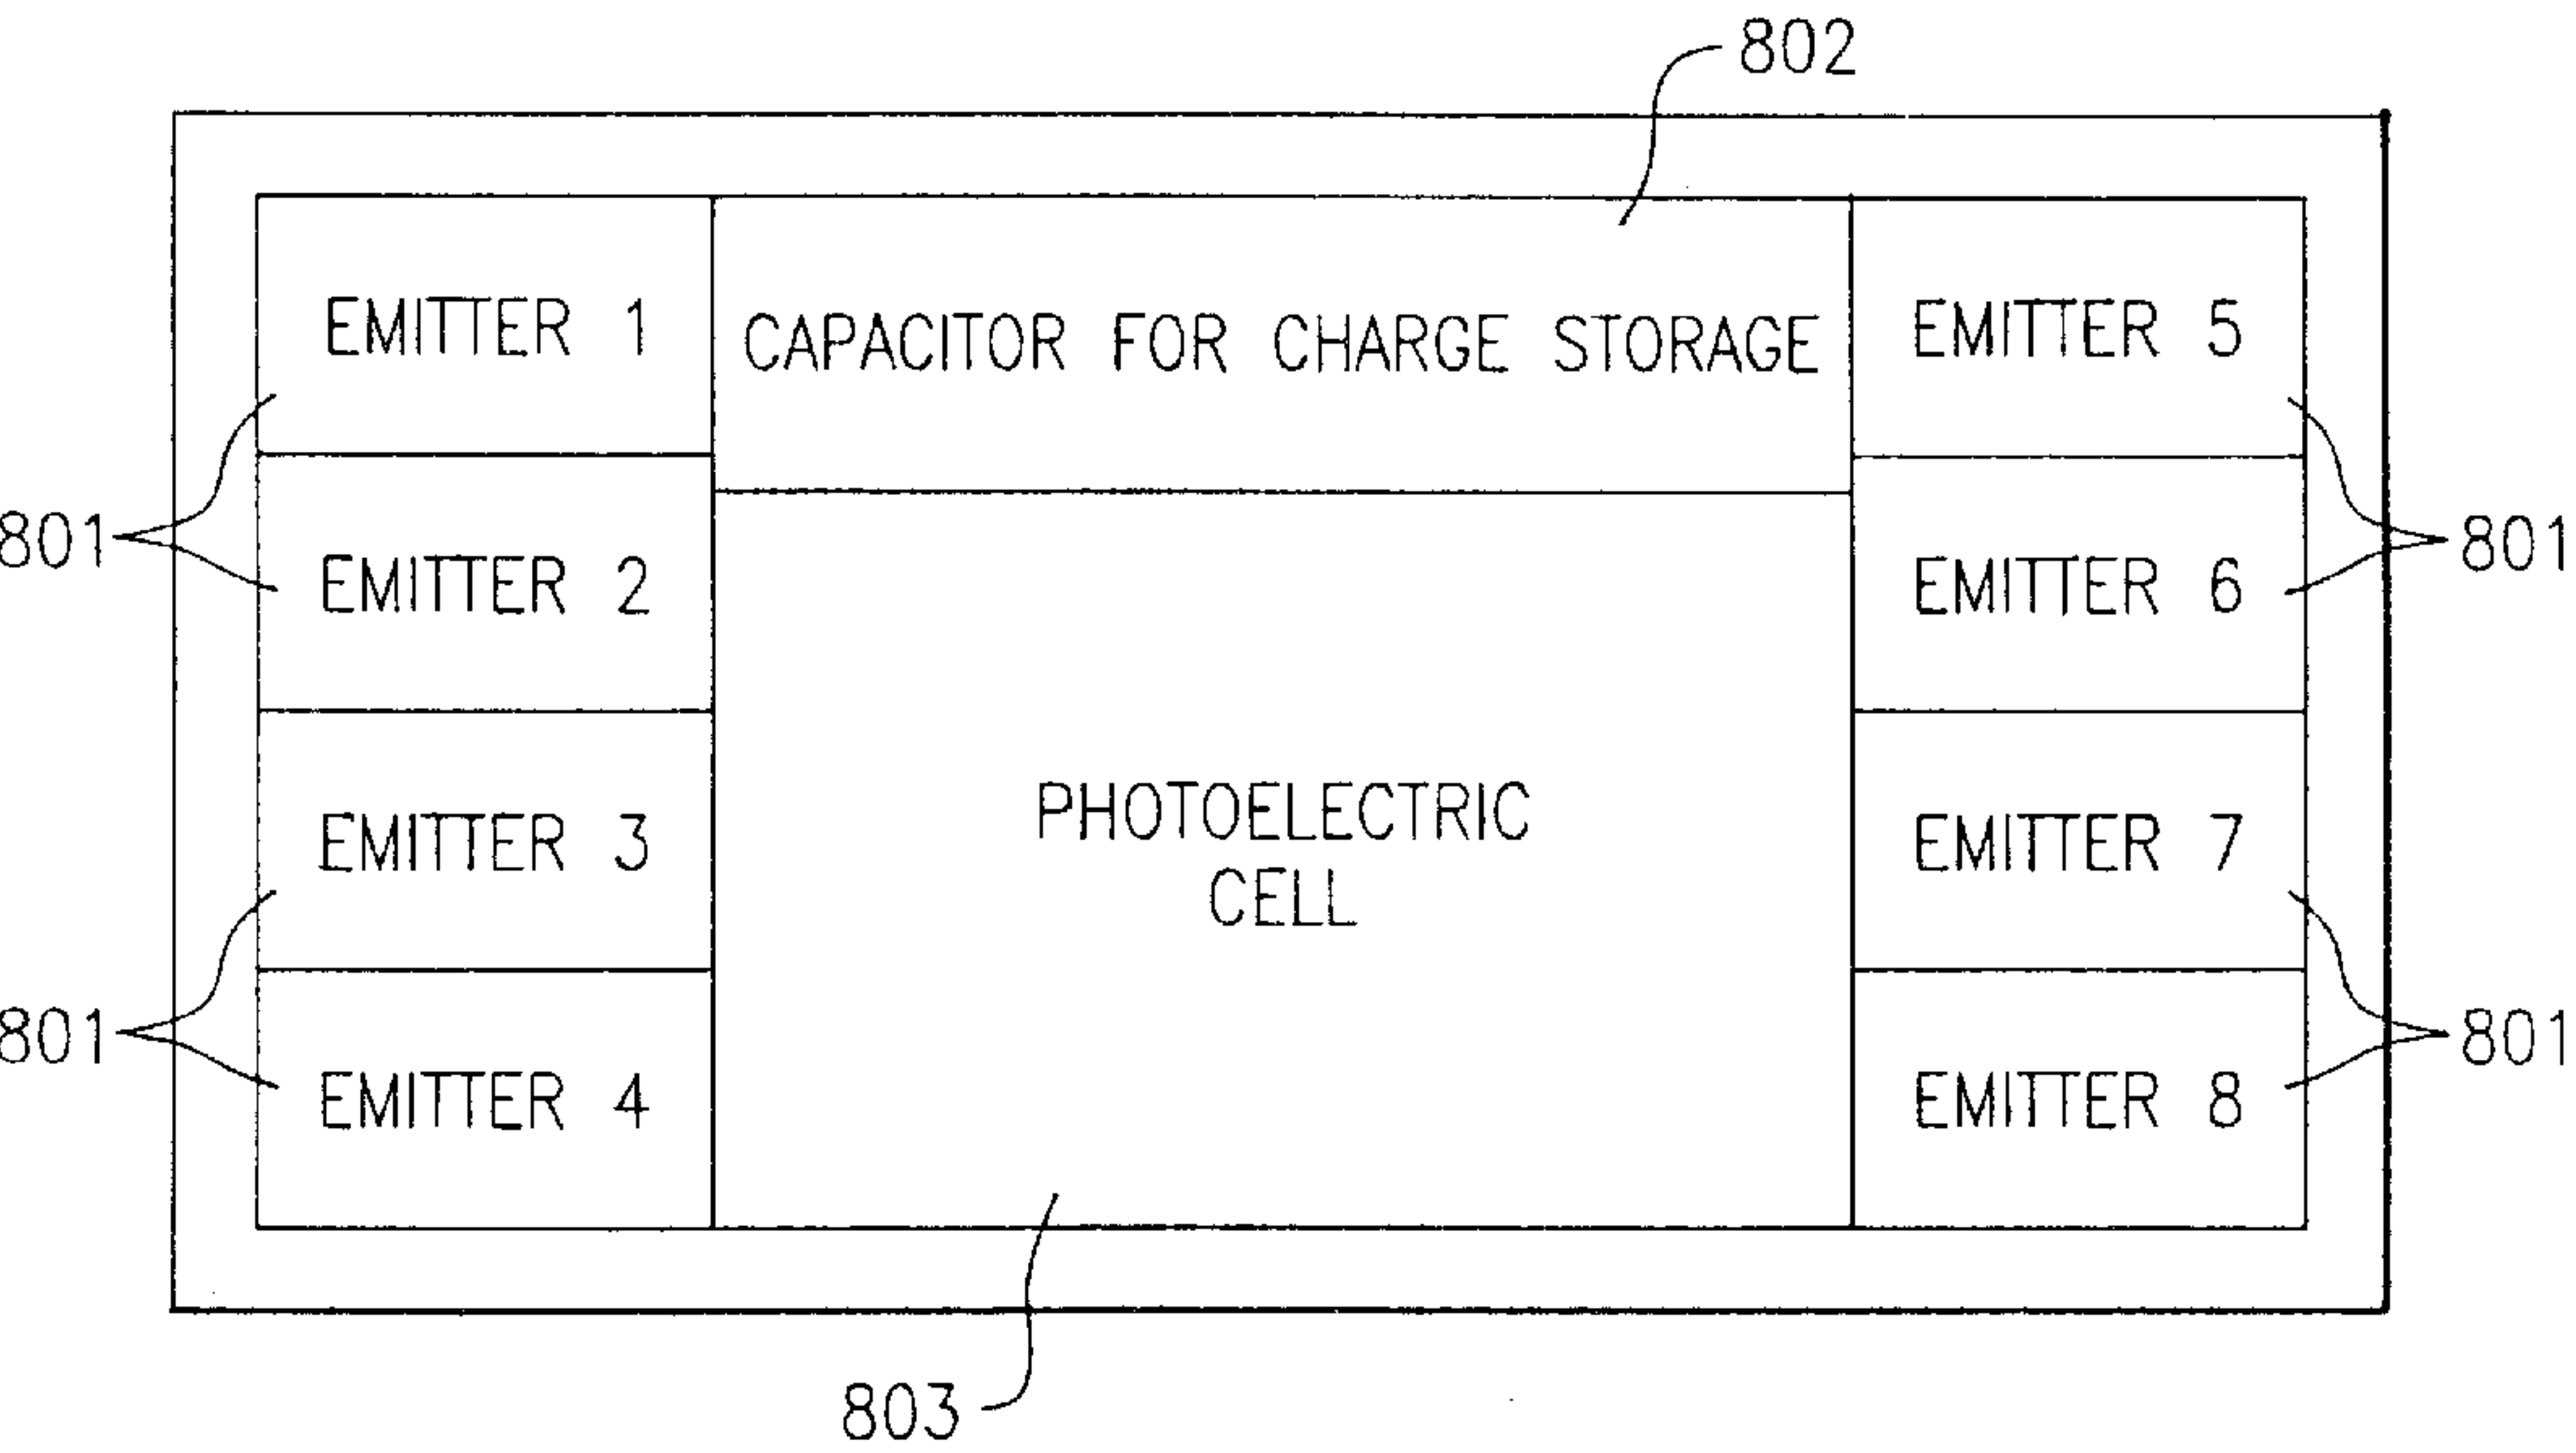 802
EMITTER 1
CAPACITOR FOR CHARGE STORAGE
EMITTER 5
801
801
EMITTER 2
EMITTER 6
PHOTOELECTRIC
CELL
EMITTER 3
EMITTER 7
801
801
EMITTER 4
EMITTER 8
803